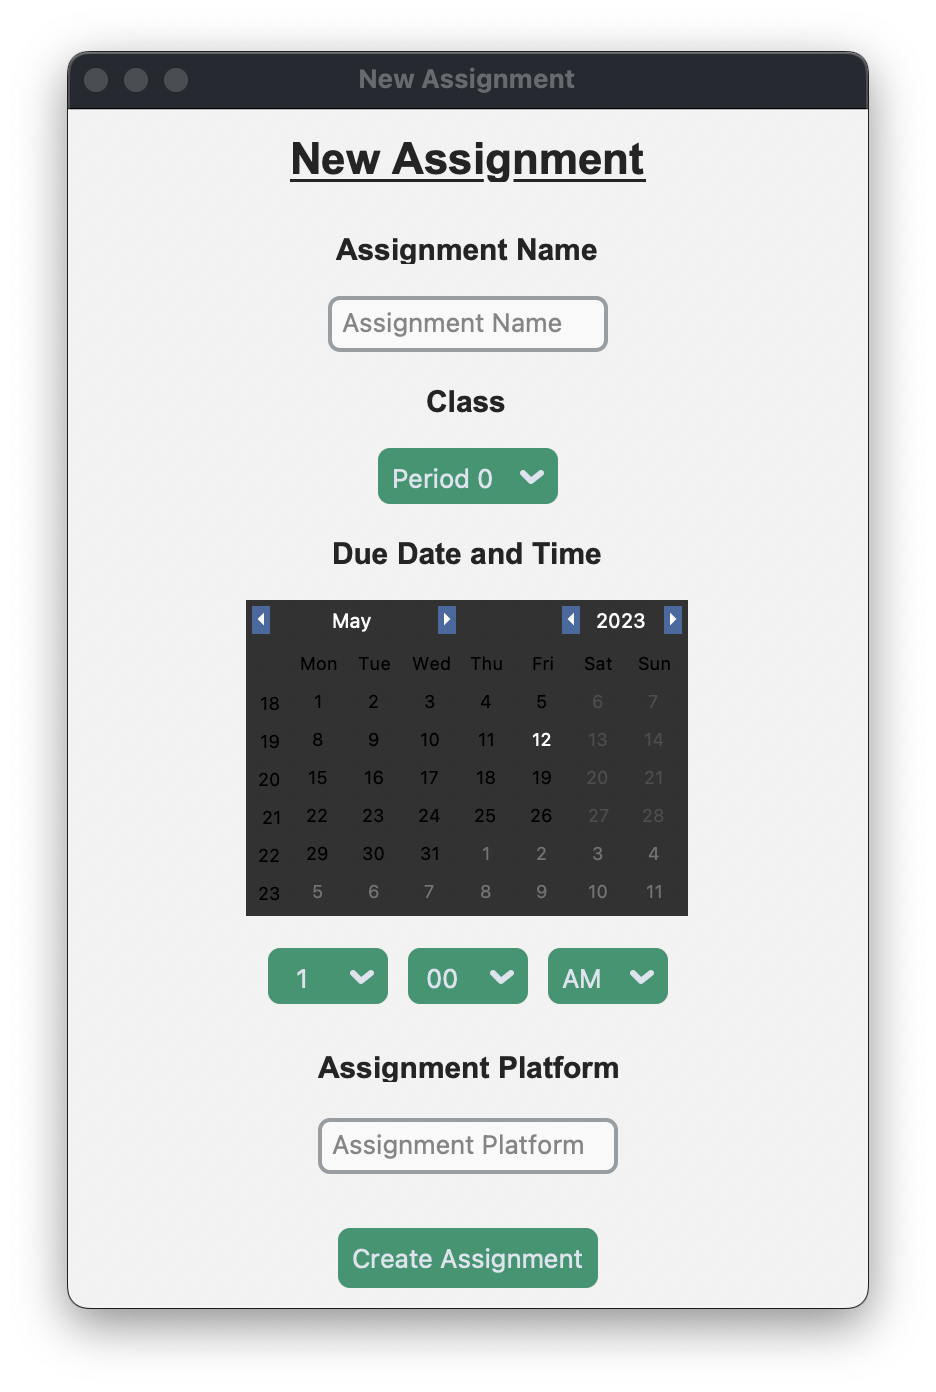 New Assignment
New Assignment
Assignment Name
Assignment Name
Class
Period 0
Due Date and Time
May 2023
Mon Tue Wed Thu Fri Sat Sun
18 1 2 3 4 5 6 7
19 8 9 10 11 12 13 14
20 15 16 17 18 19 20 21
21 22 23 24 25 26 27 28
22 29 30 31 1 2 3 4
23 5 6 7 8 9 10 11
1 00 AM
Assignment Platform
Assignment Platform
Create Assignment